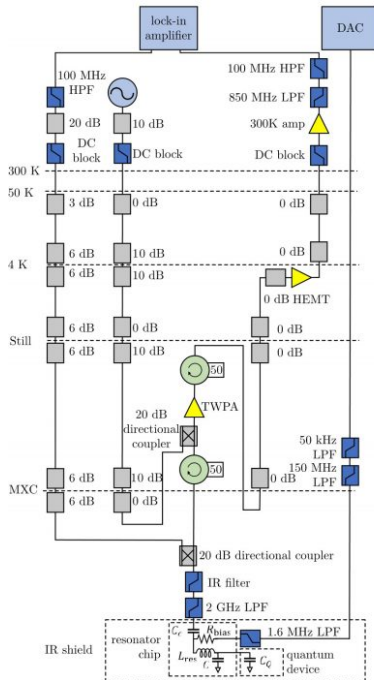 lock-in
amplifier
DAC
100 MHz
HPF
100 MHz HPF
850 MHz LPF
20 dB
10 dB
300K amp
DC
block
DC block
DC block
300 K
50 K
3 dB
0 dB
0 dB
6 dB
10 dB
0 dB
4 K
6 dB
10 dB
0 dB HEMT
6 dB
0 dB
0 dB
Still
6 dB
10 dB
0 dB
50
TWPA
20 dB
directional
coupler
50 kHz
LPF
50
150 MHz
LPF
6 dB
10 dB
0 dB
MXC
6 dB
0 dB
20 dB directional coupler
IR filter
2 GHz LPF
IR shield
resonator
chip
Cc
Rbias
1.6 MHz LPF
Lres
CQ
quantum
device